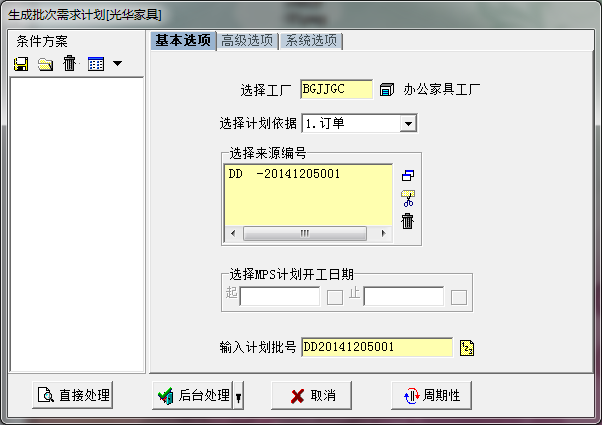 生成批次需求计划[光华家具]
条件方案
基本选项 高级选项 系统选项
选择工厂 BGJJGC 办公家具工厂
选择计划依据 1.订单
选择来源编号
DD -20141205001
选择MPS计划开工日期
起 止
输入计划批号 DD20141205001
直接处理 后台处理 取消 周期性